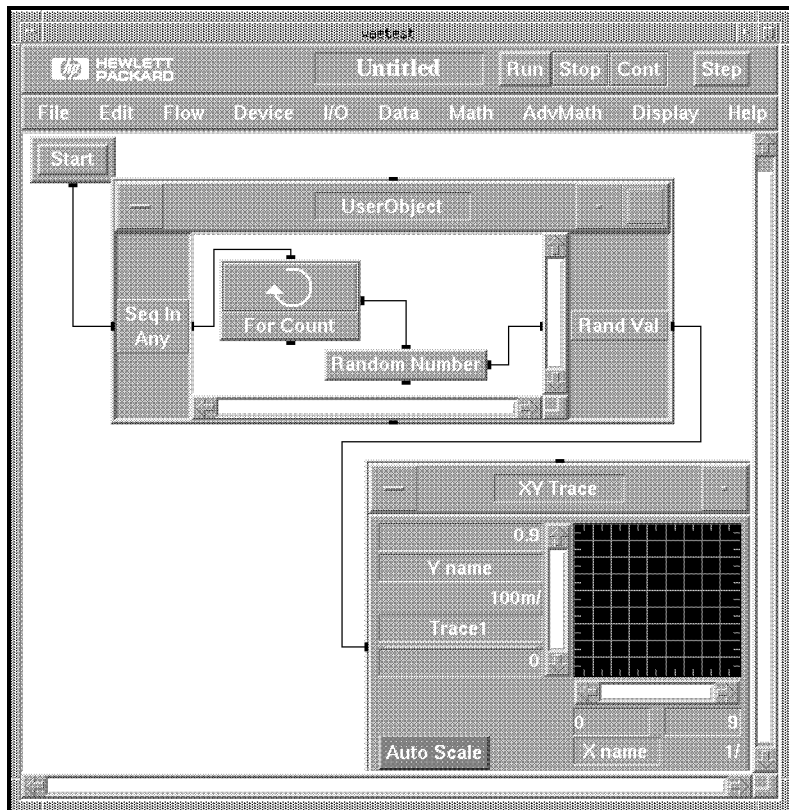 veetest
hp HEWLETT PACKARD Untitled Run Stop Cont Step
File Edit Flow Device I/O Data Math AdvMath Display Help
Start
UserObject
Seq In Any
For Count
Random Number
Rand Val
XY Trace
0.9
Y name
100m/
Trace1
0
0 9
Auto Scale X name 1/